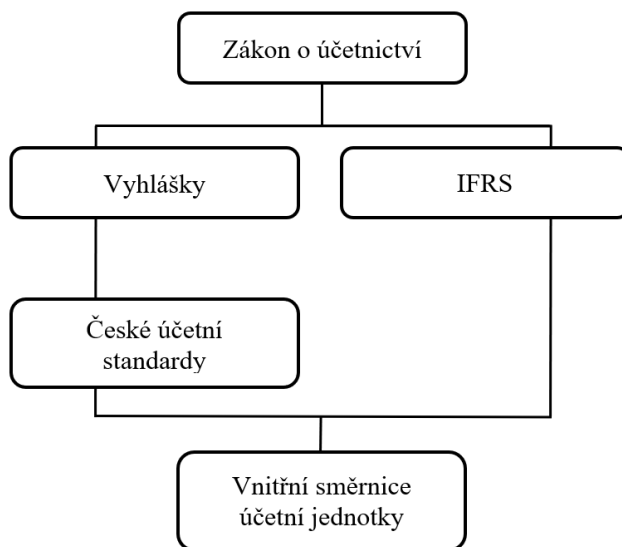 Zákon o účetnictví
Vyhlášky
IFRS
České účetní
standardy
Vnitřní směrnice
účetní jednotky